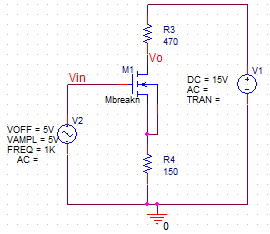 R3
470
Vo
Vin
M1
Mbreakn
DC = 15V
AC =
TRAN =
V1
V2
VOFF = 5V
VAMPL = 5V
FREQ = 1K
AC =
R4
150
0